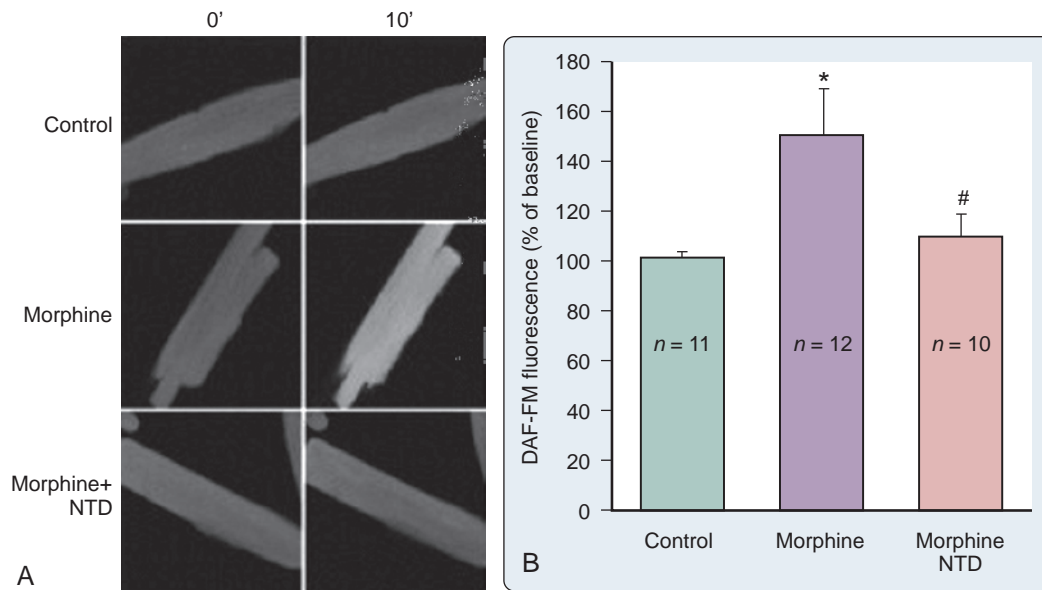 0' 10'
Control
Morphine
Morphine+
NTD
A
DAF-FM fluorescence (% of baseline)
180
160
140
120
100
80
60
40
20
0
*
#
n = 11 n = 12 n = 10
Control Morphine Morphine
NTD
B